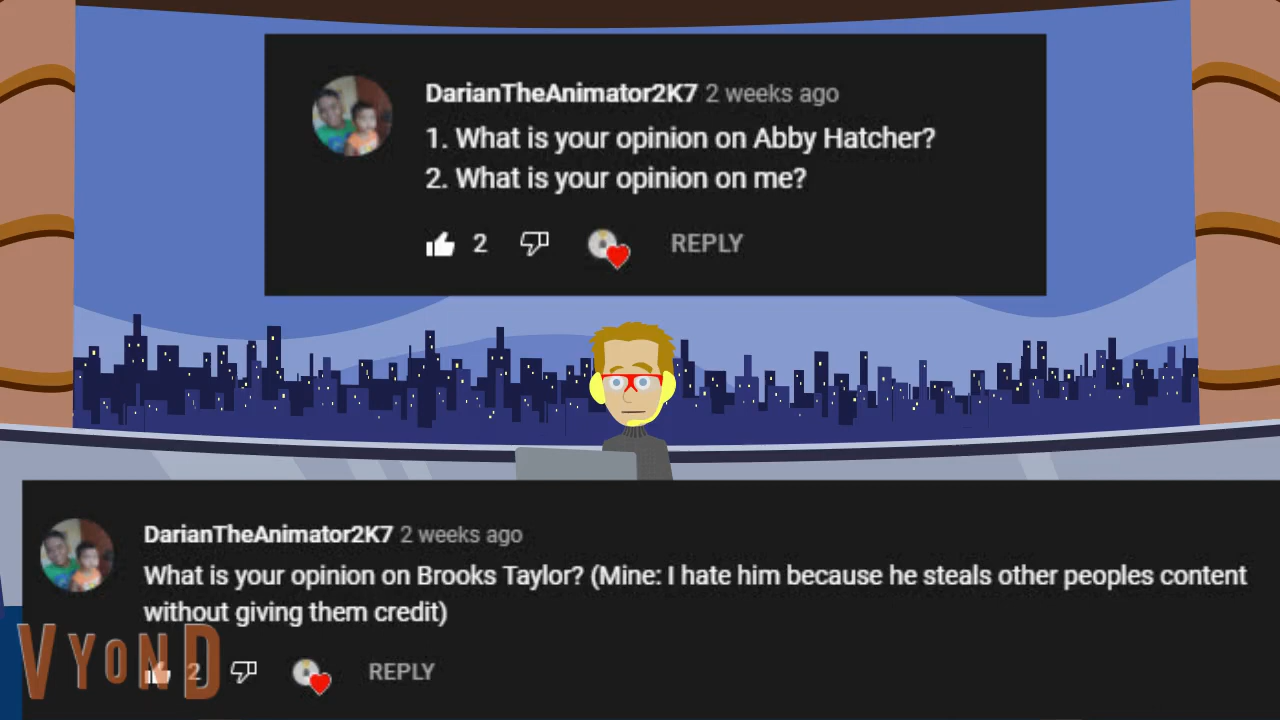 DarianTheAnimator2K7 2 weeks ago
1. What is your opinion on Abby Hatcher?
2. What is your opinion on me?
2 REPLY
DarianTheAnimator2K7 2 weeks ago
What is your opinion on Brooks Taylor? (Mine: I hate him because he steals other peoples content
without giving them credit)
2 REPLY
VYOND